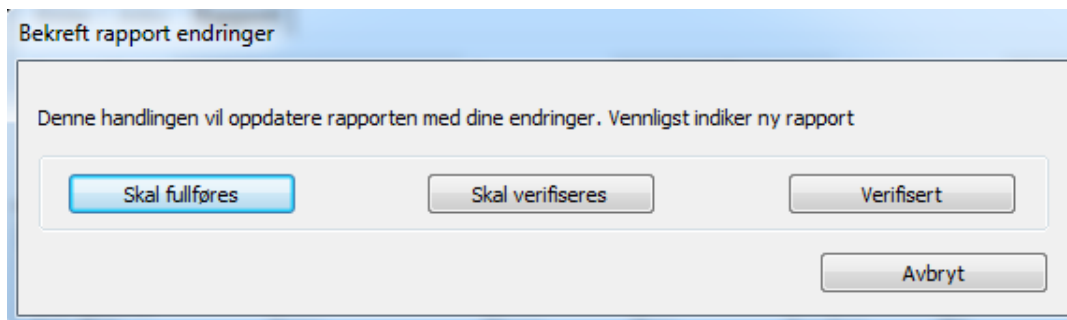 Bekreft rapport endringer
Denne handlingen vil oppdatere rapporten med dine endringer. Vennligst indiker ny rapport
Skal fullføres
Skal verifiseres
Verifisert
Avbryt